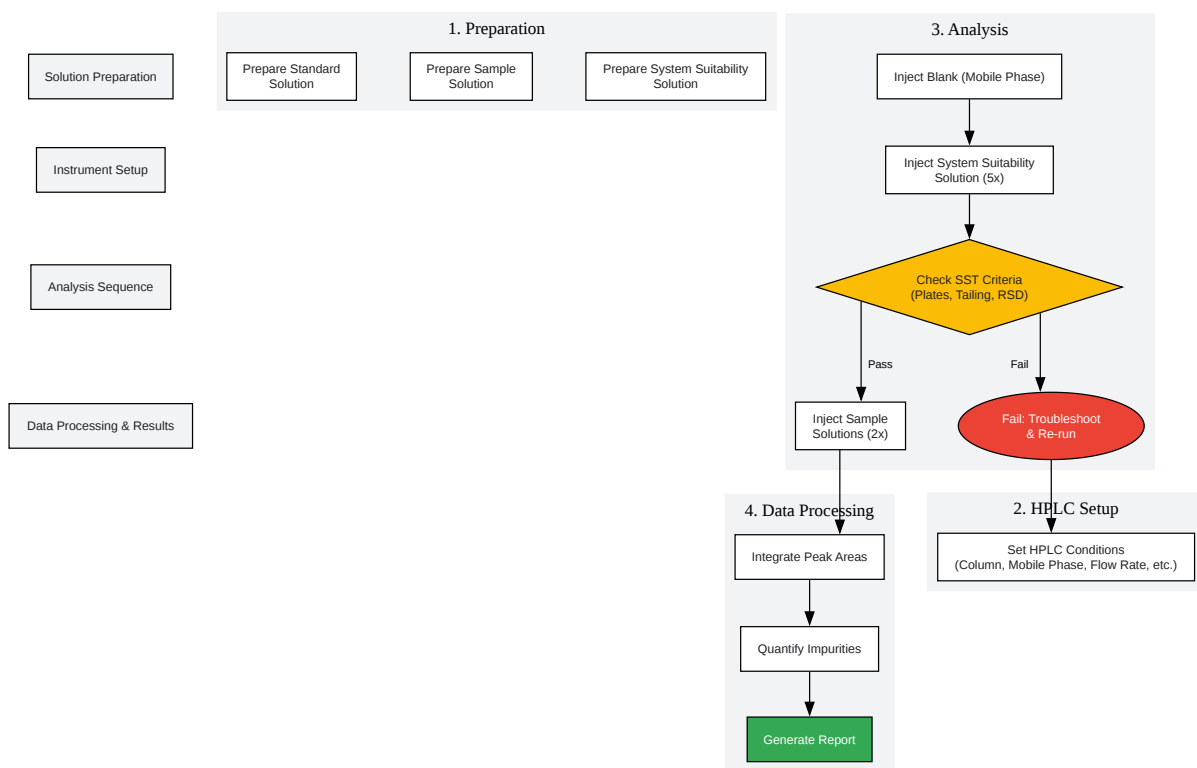 Solution Preparation
Instrument Setup
Analysis Sequence
Data Processing & Results
1. Preparation
Prepare Standard
Solution
Prepare Sample
Solution
Prepare System Suitability
Solution
3. Analysis
Inject Blank (Mobile Phase)
Inject System Suitability
Solution (5x)
Check SST Criteria
(Plates, Tailing, RSD)
Pass
Fail
Inject Sample
Solutions (2x)
Fail: Troubleshoot
& Re-run
4. Data Processing
Integrate Peak Areas
Quantify Impurities
Generate Report
2. HPLC Setup
Set HPLC Conditions
(Column, Mobile Phase, Flow Rate, etc.)